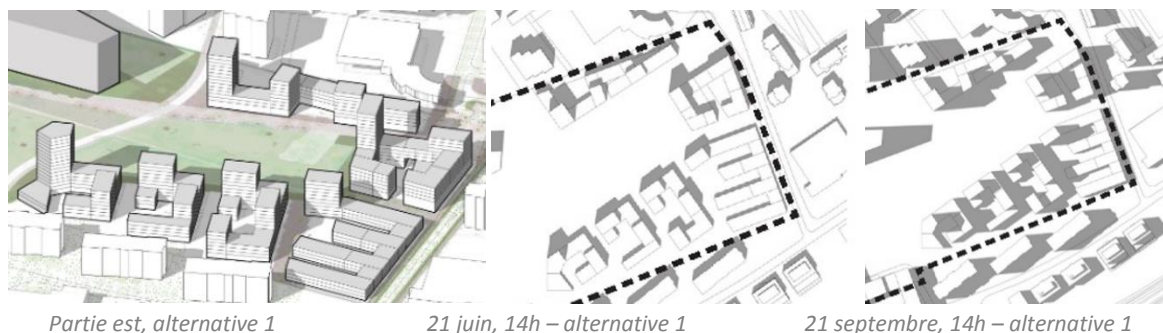 Partie est, alternative 1
21 juin, 14h – alternative 1
21 septembre, 14h – alternative 1